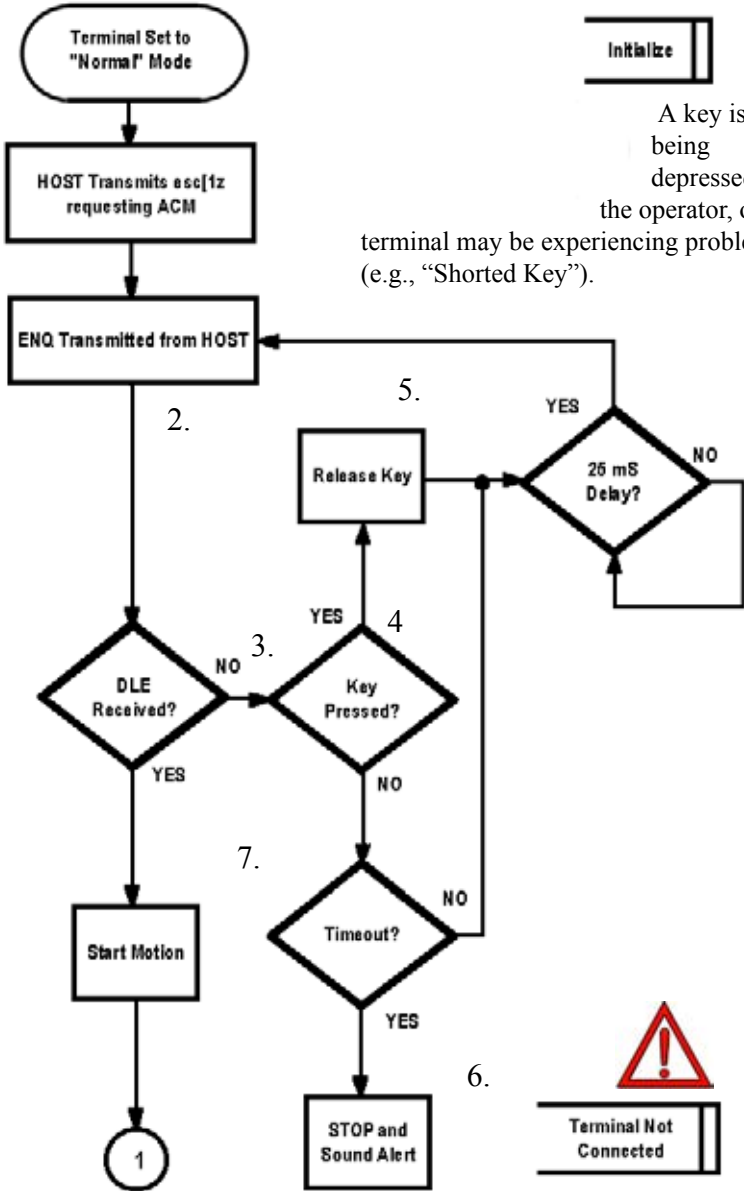 Terminal Set to
"Normal" Mode
Initialize
A key is
being
depressed
the operator, o
terminal may be experiencing proble
(e.g., “Shorted Key”).
HOST Transmits esc[1z
requesting ACM
ENQ Transmitted from HOST
2.
5.
YES
Release Key
25 mS
Delay?
NO
YES
4
3.
NO
DLE
Received?
Key
Pressed?
YES
NO
7.
NO
Start Motion
Timeout?
YES
6.
STOP and
Sound Alert
Terminal Not
Connected
1